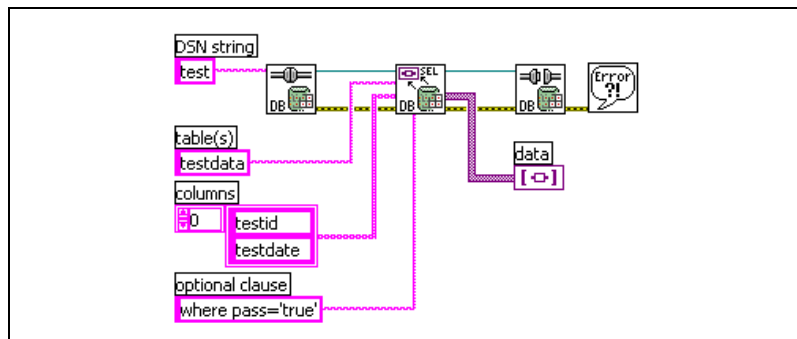 DSN string
test
DB
SEL
DB
DB
Error
?!
table(s)
testdata
data
columns
0
testid
testdate
optional clause
where pass='true'